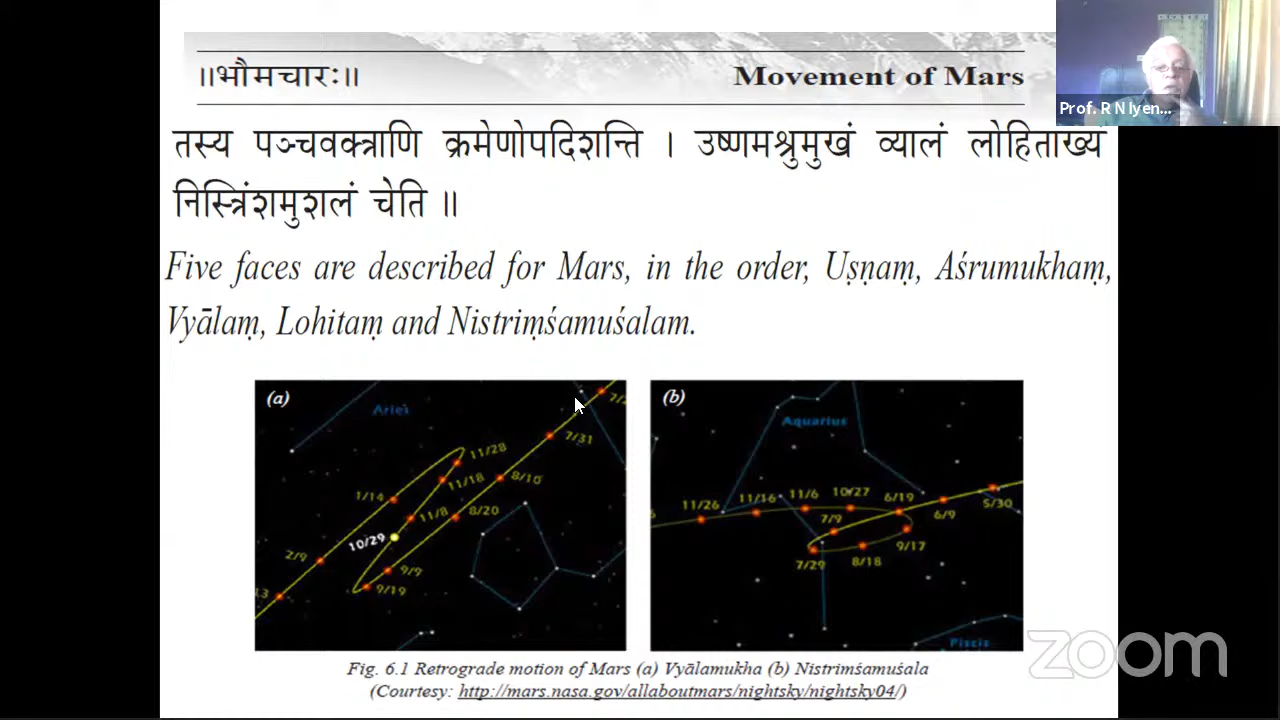 ॥भौमचारः॥ Movement of Mars
Prof. R N Iyen...
तस्य पञ्चवक्त्राणि क्रमेणोपदिशन्ति । उष्णमश्रुमुखं व्यालं लोहिताख्यं
निस्त्रिंशमुशलं चेति ॥
Five faces are described for Mars, in the order, Uṣṇaṃ, Aśrumukhaṃ,
Vyālaṃ, Lohitaṃ and Nistriṃśamuśalam.
(a)
Aries
7/31
11/28
11/18
8/10
1/14
11/8
8/20
10/29
2/9
9/9
9/19
(b)
Aquarius
11/26
11/16
11/6
10/27
6/19
7/9
6/9
5/30
9/17
7/29
8/18
Piscis
Fig. 6.1 Retrograde motion of Mars (a) Vyālamukha (b) Nistrimśamuśala
(Courtesy: http://mars.nasa.gov/allaboutmars/nightsky/nightsky04/)
zoom